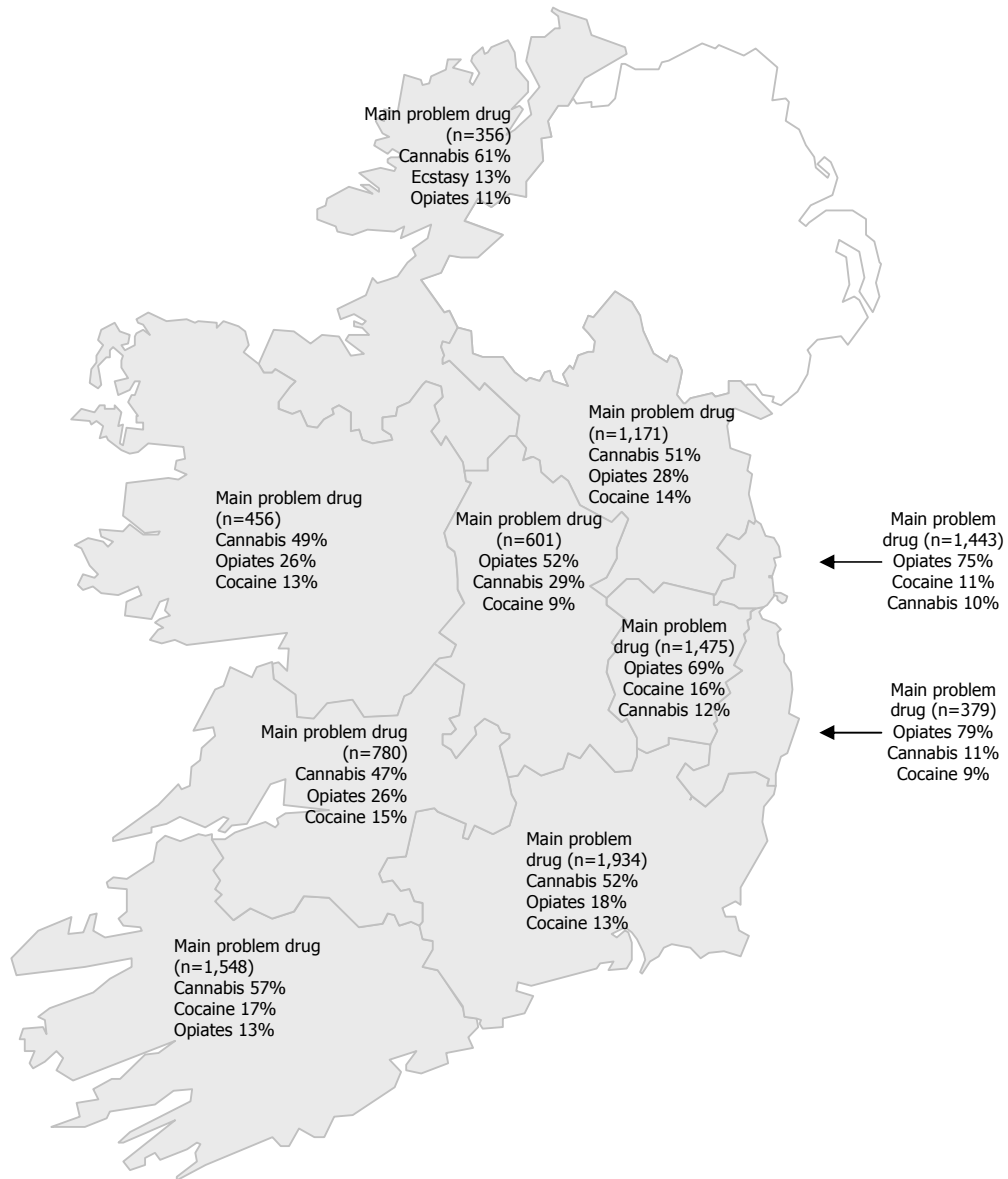 Main problem drug
(n=356)
Cannabis 61%
Ecstasy 13%
Opiates 11%
Main problem drug
(n=1,171)
Cannabis 51%
Opiates 28%
Cocaine 14%
Main problem drug
(n=456)
Cannabis 49%
Opiates 26%
Cocaine 13%
Main problem drug
(n=601)
Opiates 52%
Cannabis 29%
Cocaine 9%
Main problem
drug (n=1,443)
Opiates 75%
Cocaine 11%
Cannabis 10%
Main problem
drug (n=1,475)
Opiates 69%
Cocaine 16%
Cannabis 12%
Main problem
drug (n=379)
Opiates 79%
Cannabis 11%
Cocaine 9%
Main problem drug
(n=780)
Cannabis 47%
Opiates 26%
Cocaine 15%
Main problem
drug (n=1,934)
Cannabis 52%
Opiates 18%
Cocaine 13%
Main problem drug
(n=1,548)
Cannabis 57%
Cocaine 17%
Opiates 13%